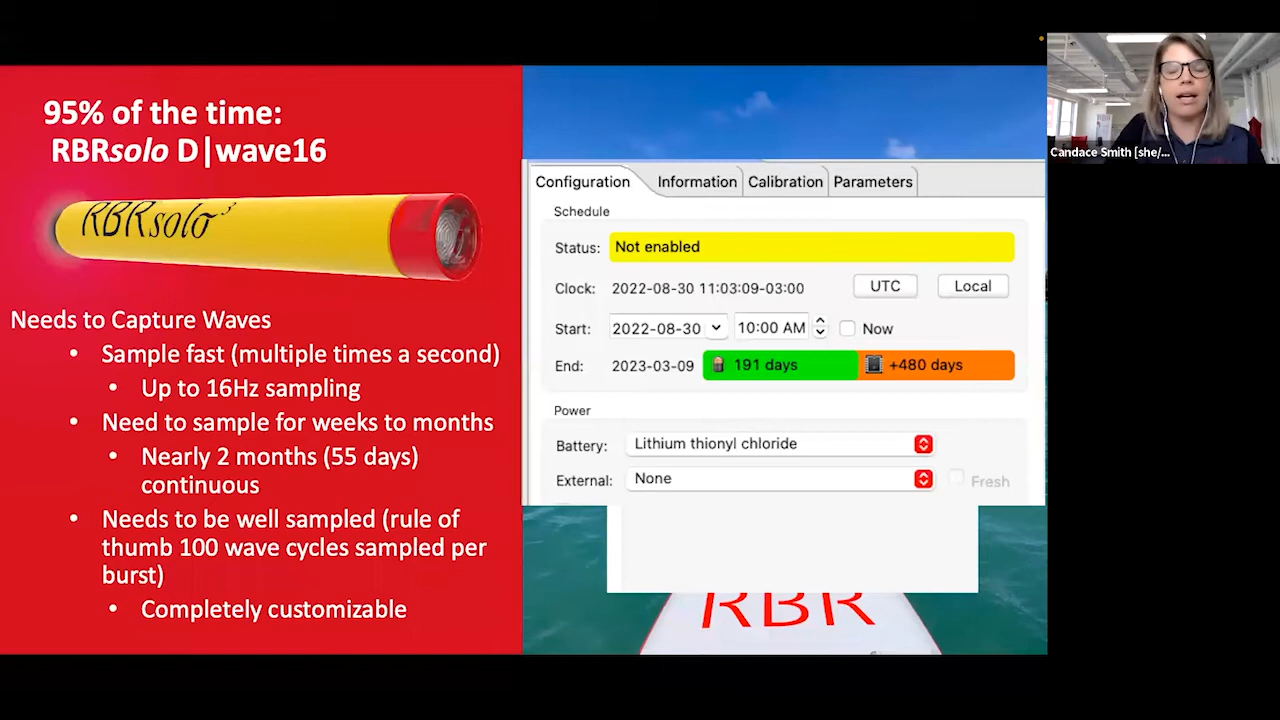 95% of the time:
RBRsolo D|wave16
RBRsolo³
Needs to Capture Waves
• Sample fast (multiple times a second)
• Up to 16Hz sampling
• Need to sample for weeks to months
• Nearly 2 months (55 days)
continuous
• Needs to be well sampled (rule of
thumb 100 wave cycles sampled per
burst)
• Completely customizable
Configuration Information Calibration Parameters
Schedule
Status: Not enabled
Clock: 2022-08-30 11:03:09-03:00 UTC Local
Start: 2022-08-30 10:00 AM Now
End: 2023-03-09 191 days +480 days
Power
Battery: Lithium thionyl chloride
External: None Fresh
RBR
Candace Smith [she/...